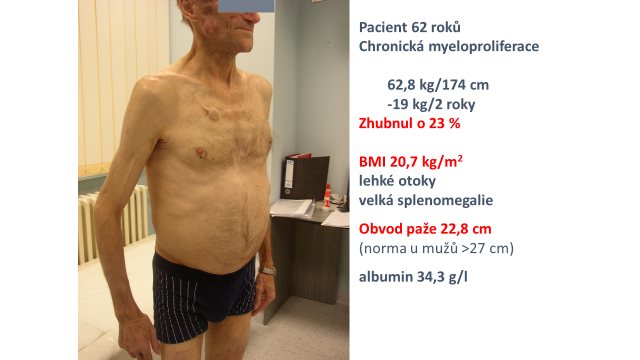 Pacient 62 roků
Chronická myeloproliferace
62,8 kg/174 cm
-19 kg/2 roky
Zhubnul o 23 %
BMI 20,7 kg/m²
lehké otoky
velká splenomegalie
Obvod paže 22,8 cm
(norma u mužů >27 cm)
albumin 34,3 g/l